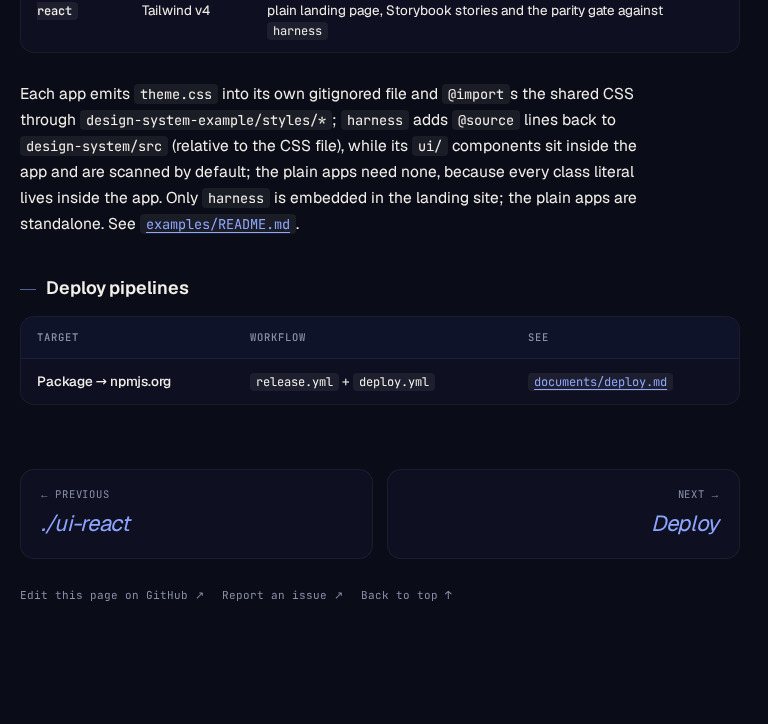 react Tailwind v4 plain landing page, Storybook stories and the parity gate against
harness
Each app emits theme.css into its own gitignored file and @imports the shared CSS
through design-system-example/styles/*; harness adds @source lines back to
design-system/src (relative to the CSS file), while its ui/ components sit inside the
app and are scanned by default; the plain apps need none, because every class literal
lives inside the app. Only harness is embedded in the landing site; the plain apps are
standalone. See examples/README.md.
— Deploy pipelines
TARGET WORKFLOW SEE
Package → npmjs.org release.yml + deploy.yml documents/deploy.md
← PREVIOUS
./ui-react
NEXT →
Deploy
Edit this page on GitHub ↗ Report an issue ↗ Back to top ↑